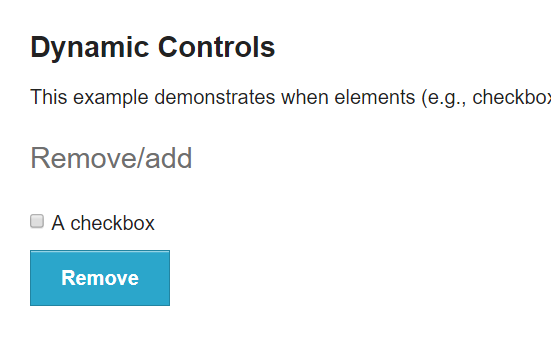 Dynamic Controls
This example demonstrates when elements (e.g., checkbox
Remove/add
A checkbox
Remove